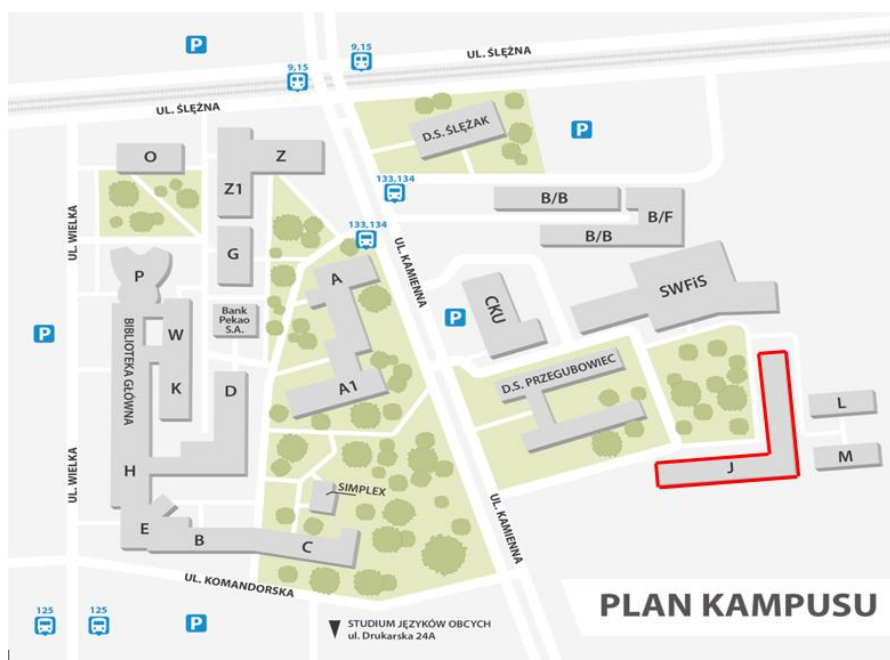 P
9,15
9,15
UL. ŚLĘŻNA
UL. ŚLĘŻNA
D.S. ŚLĘŻAK
P
O
Z
Z1
133,134
B/B
B/F
B/B
UL. WIELKA
G
133,134
UL. KAMIENNA
P
A
SWFiS
CKU
P
Bank
Pekao
S.A.
W
P
BIBLIOTEKA GŁÓWNA
K
D
A1
D.S. PRZEGUBOWIEC
L
M
J
H
SIMPLEX
UL. WIELKA
UL. KAMIENNA
E
B
C
UL. KOMANDORSKA
PLAN KAMPUSU
125
125
P
STUDIUM JĘZYKÓW OBCYCH
ul. Drukarska 24A